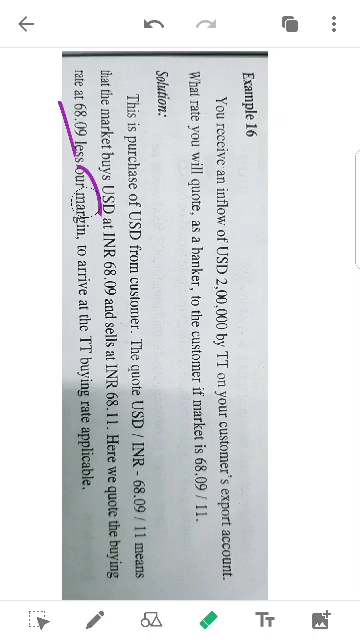 Example 16
You receive an inflow of USD 2,00,000 by TT on your customer's export account.
What rate you will quote, as a banker, to the customer if market is 68.09 / 11.
Solution:
This is purchase of USD from customer. The quote USD / INR - 68.09 / 11 means
that the market buys USD at INR 68.09 and sells at INR 68.11. Here we quote the buying
rate at 68.09 less our margin, to arrive at the TT buying rate applicable.
TT